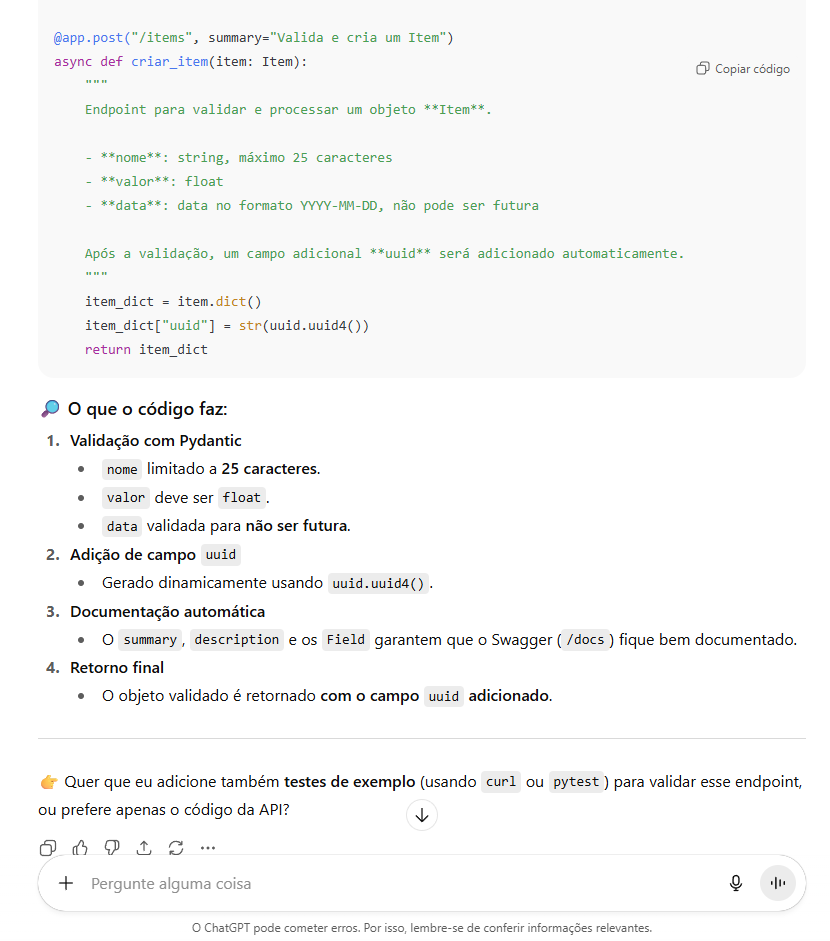 @app.post("/items", summary="Valida e cria um Item")
async def criar_item(item: Item):
Copiar código
"""
Endpoint para validar e processar um objeto **Item**.
- **nome**: string, máximo 25 caracteres
- **valor**: float
- **data**: data no formato YYYY-MM-DD, não pode ser futura
Após a validação, um campo adicional **uuid** será adicionado automaticamente.
"""
item_dict = item.dict()
item_dict["uuid"] = str(uuid.uuid4())
return item_dict
🔎 O que o código faz:
1. Validação com Pydantic
• nome limitado a 25 caracteres.
• valor deve ser float.
• data validada para não ser futura.
2. Adição de campo uuid
• Gerado dinamicamente usando uuid.uuid4().
3. Documentação automática
• O summary, description e os Field garantem que o Swagger (/docs) fique bem documentado.
4. Retorno final
• O objeto validado é retornado com o campo uuid adicionado.
👉 Quer que eu adicione também testes de exemplo (usando curl ou pytest) para validar esse endpoint,
ou prefere apenas o código da API?
Pergunte alguma coisa
O ChatGPT pode cometer erros. Por isso, lembre-se de conferir informações relevantes.